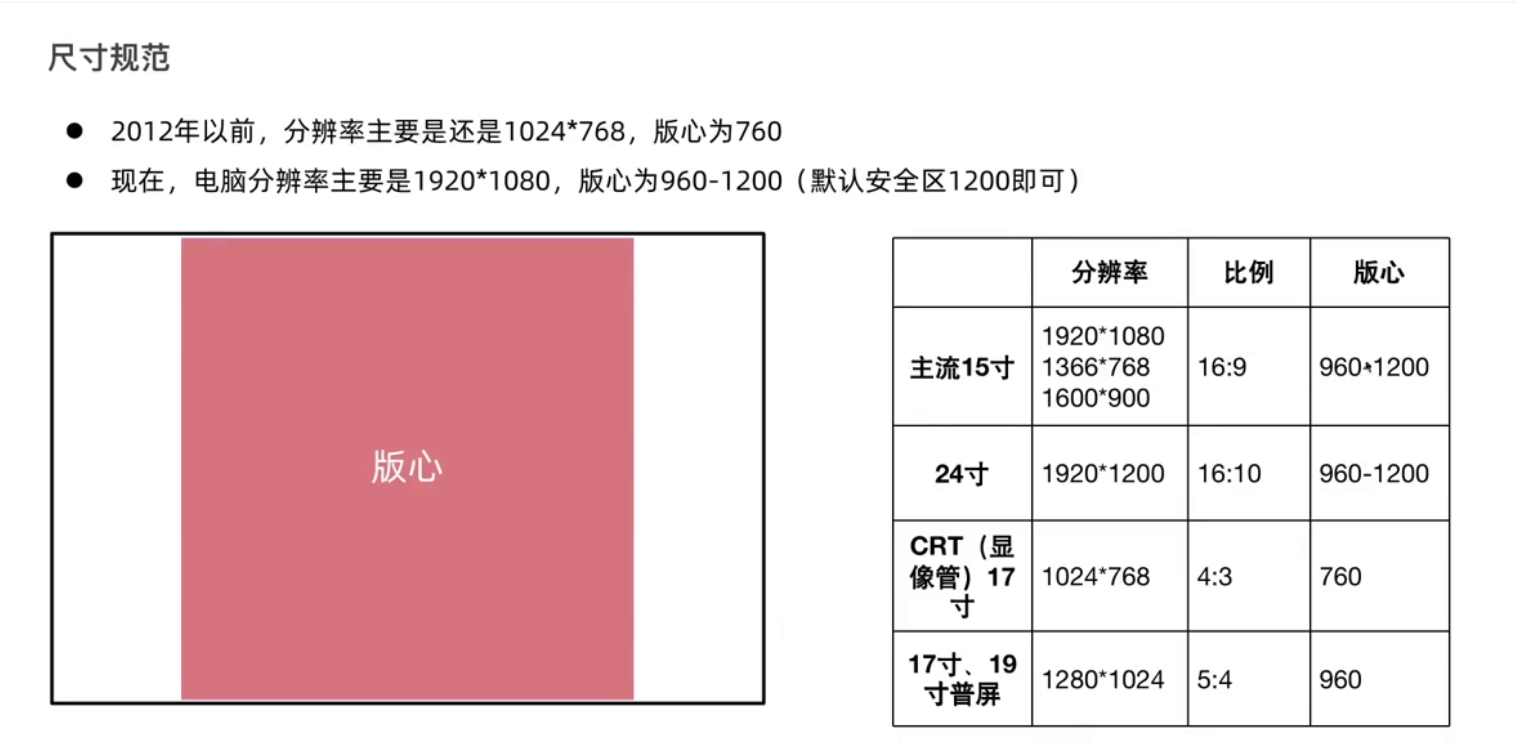 尺寸规范
● 2012年以前，分辨率主要是还是1024*768，版心为760
● 现在，电脑分辨率主要是1920*1080，版心为960-1200（默认安全区1200即可）
版心
分辨率 比例 版心
主流15寸 1920*1080 1366*768 1600*900 16:9 960-1200
24寸 1920*1200 16:10 960-1200
CRT（显像管）17寸 1024*768 4:3 760
17寸、19寸普屏 1280*1024 5:4 960